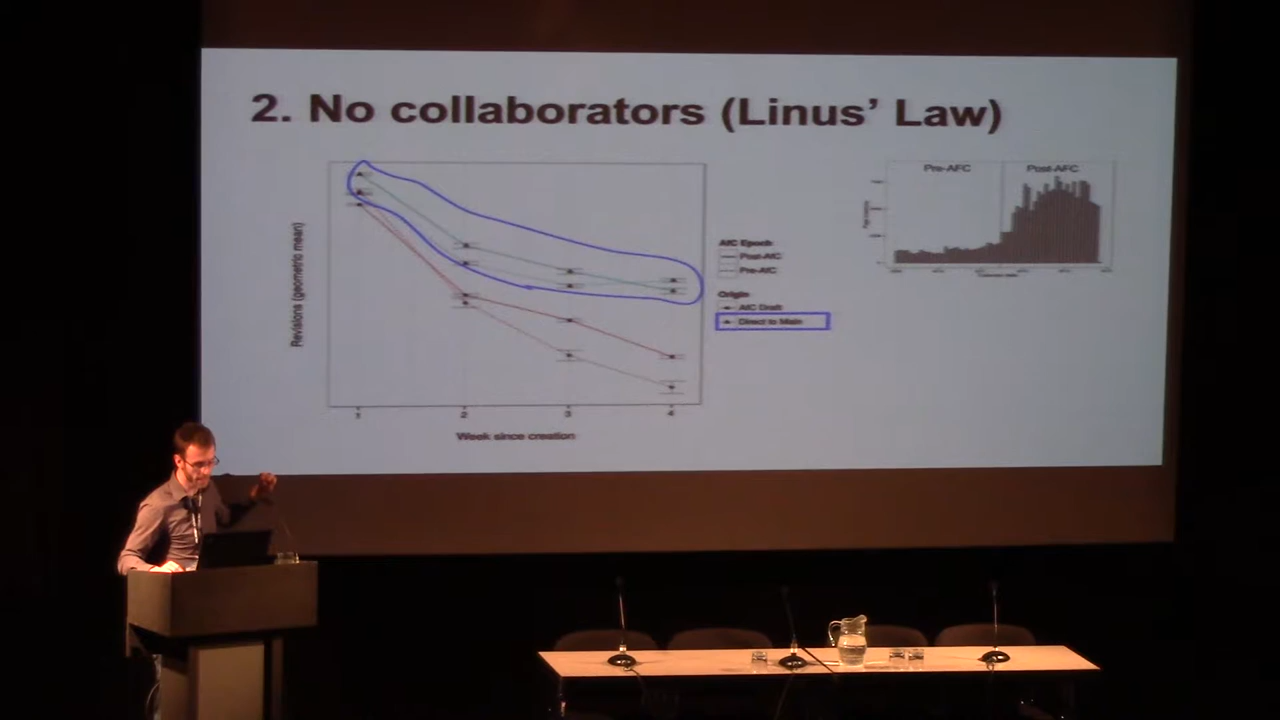 2. No collaborators (Linus' Law)
Revisions (geometric mean)
1 2 3 4
Week since creation
AfC Epoch
Post-AfC
Pre-AfC
Origin
AfC Draft
Direct to Main
Pre-AFC Post-AFC